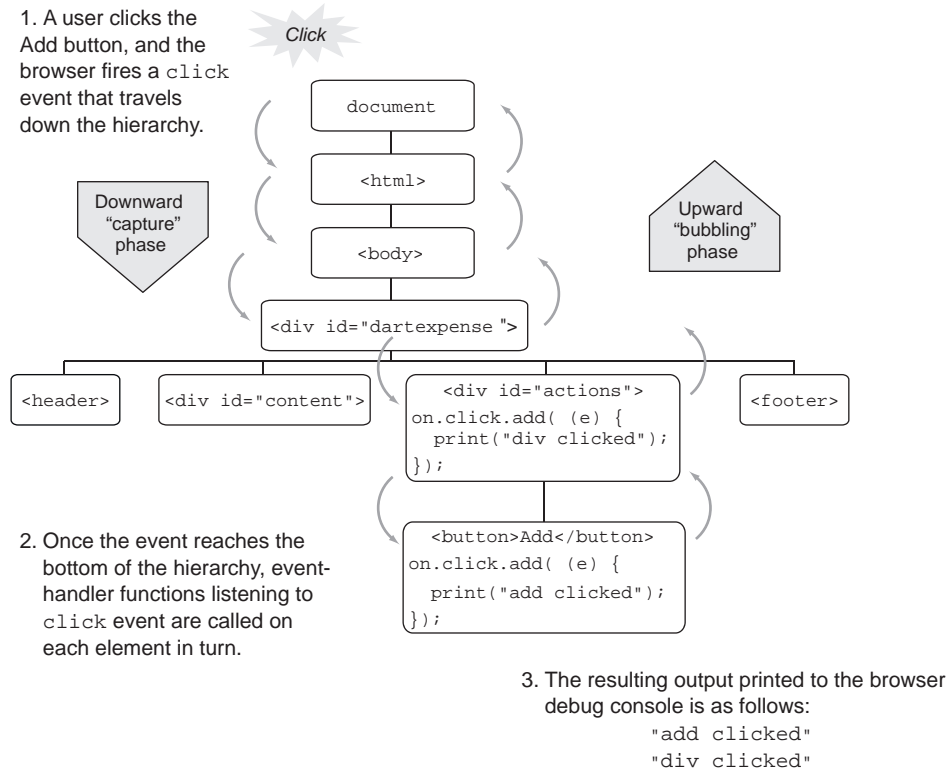 1. A user clicks the
Add button, and the
browser fires a click
event that travels
down the hierarchy.
Click
document
<html>
<body>
<div id="dartexpense ">
Downward
"capture"
phase
Upward
"bubbling"
phase
<header>
<div id="content">
<div id="actions">
on.click.add( (e) {
print("div clicked");
});
<footer>
<button>Add</button>
on.click.add( (e) {
print("add clicked");
});
2. Once the event reaches the
bottom of the hierarchy, event-
handler functions listening to
click event are called on
each element in turn.
3. The resulting output printed to the browser
debug console is as follows:
"add clicked"
"div clicked"